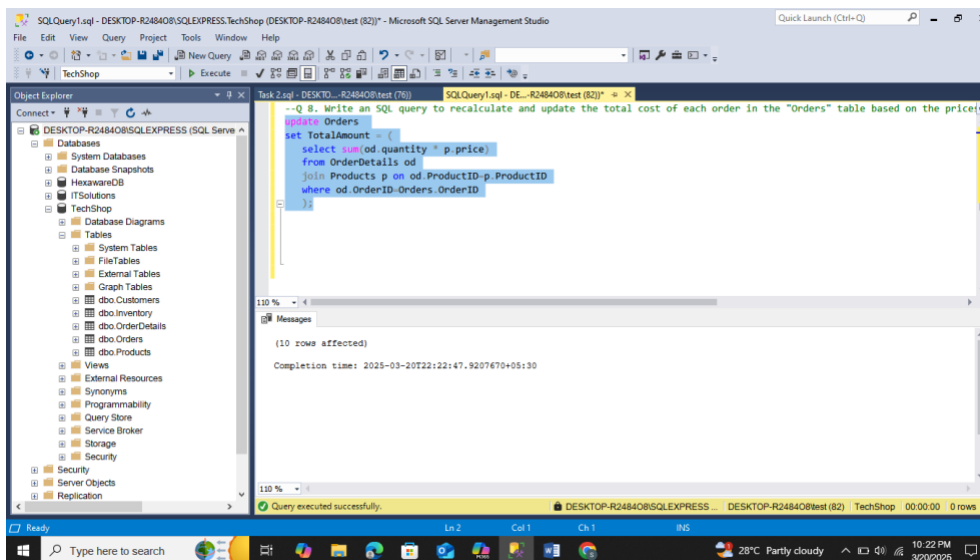 SQLQuery1.sql - DESKTOP-R2484O8\SQLEXPRESS.TechShop (DESKTOP-R2484O8\test (82))* - Microsoft SQL Server Management Studio
Quick Launch (Ctrl+Q)
File Edit View Query Project Tools Window Help
New Query
TechShop
Execute
Object Explorer
Connect
DESKTOP-R2484O8\SQLEXPRESS (SQL Serve
Databases
System Databases
Database Snapshots
HexawareDB
ITSolutions
TechShop
Database Diagrams
Tables
System Tables
FileTables
External Tables
Graph Tables
dbo.Customers
dbo.Inventory
dbo.OrderDetails
dbo.Orders
dbo.Products
Views
External Resources
Synonyms
Programmability
Query Store
Service Broker
Storage
Security
Security
Server Objects
Replication
Task 2.sql - DESKTO...-R2484O8\test (76))
SQLQuery1.sql - DE...-R2484O8\test (82))*
--Q 8. Write an SQL query to recalculate and update the total cost of each order in the "Orders" table based on the price
update Orders
set TotalAmount = (
select sum(od.quantity * p.price)
from OrderDetails od
join Products p on od.ProductID=p.ProductID
where od.OrderID=Orders.OrderID
);
110 %
Messages
(10 rows affected)
Completion time: 2025-03-20T22:22:47.9207670+05:30
110 %
Query executed successfully.
DESKTOP-R2484O8\SQLEXPRESS ... DESKTOP-R2484O8\test (82) TechShop 00:00:00 0 rows
Ready
Ln 2 Col 1 Ch 1 INS
Type here to search
28°C Partly cloudy
10:22 PM
3/20/2025